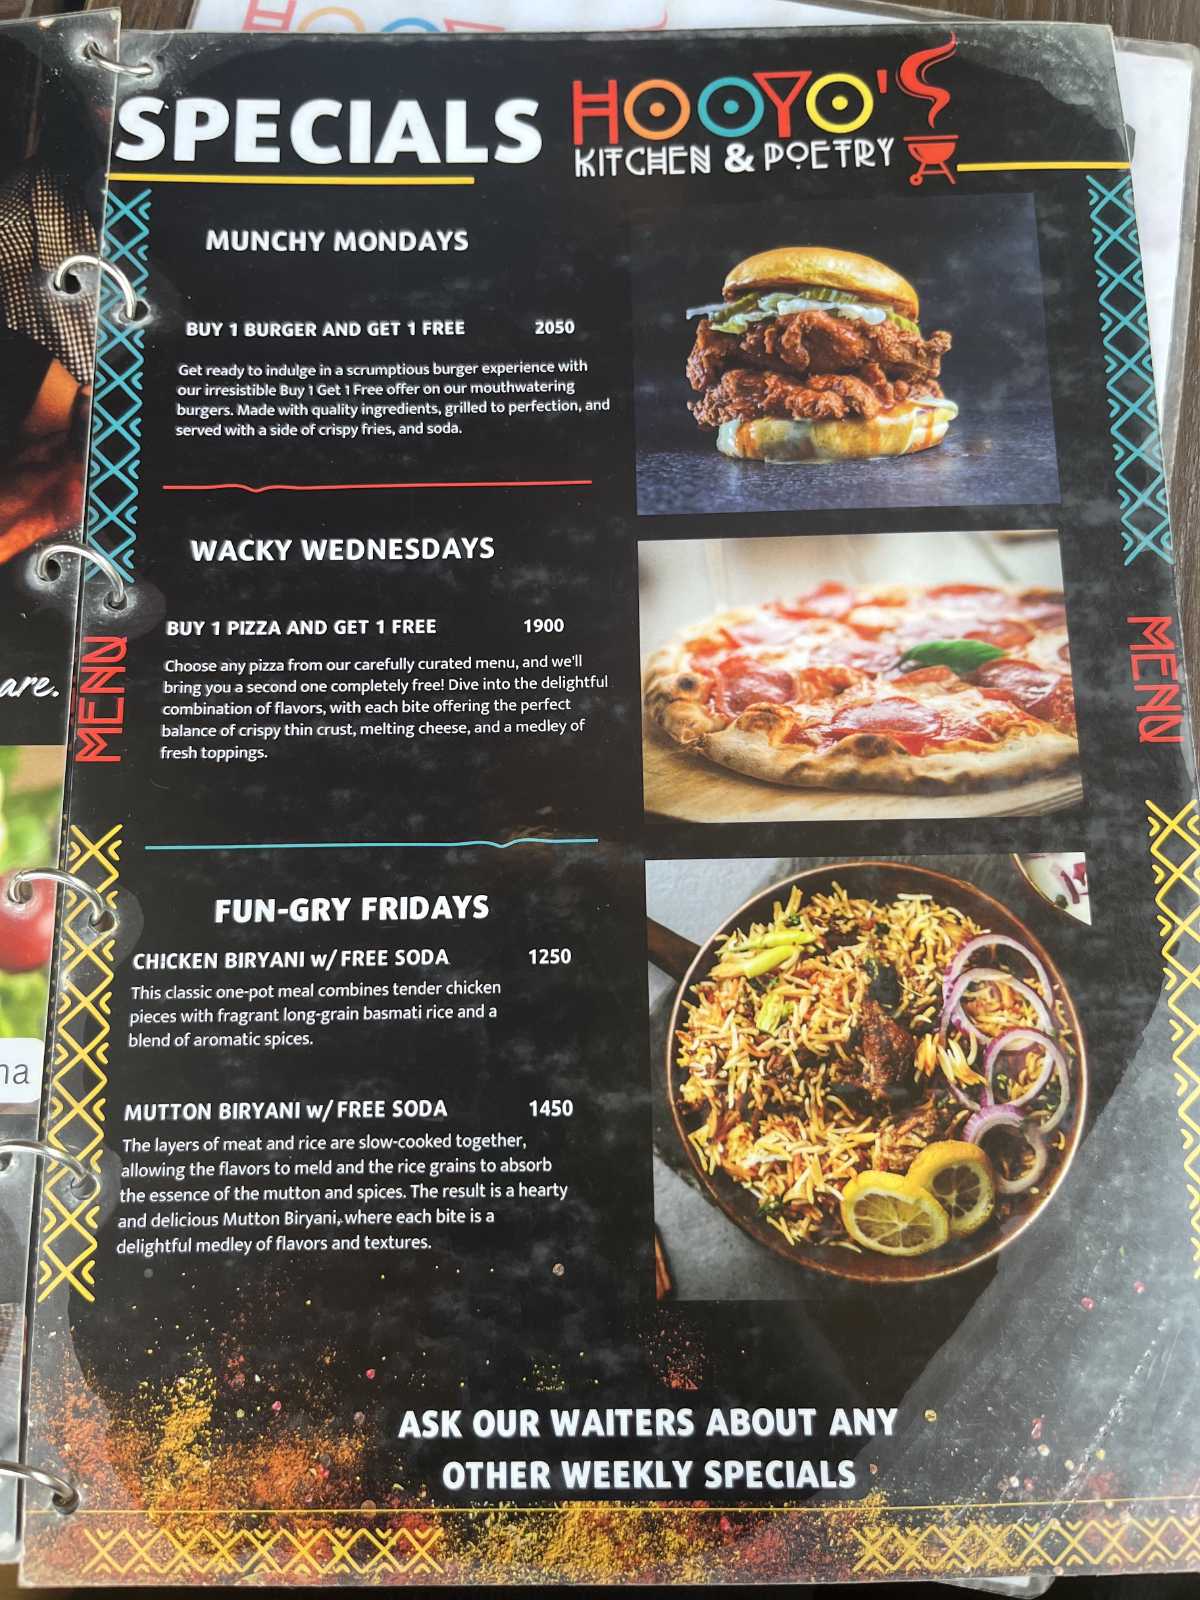 SPECIALS
HOOYO'S
KITCHEN & POETRY
MUNCHY MONDAYS
BUY 1 BURGER AND GET 1 FREE 2050
Get ready to indulge in a scrumptious burger experience with
our irresistible Buy 1 Get 1 Free offer on our mouthwatering
burgers. Made with quality ingredients, grilled to perfection, and
served with a side of crispy fries, and soda.
WACKY WEDNESDAYS
BUY 1 PIZZA AND GET 1 FREE 1900
Choose any pizza from our carefully curated menu, and we'll
bring you a second one completely free! Dive into the delightful
combination of flavors, with each bite offering the perfect
balance of crispy thin crust, melting cheese, and a medley of
fresh toppings.
FUN-GRY FRIDAYS
CHICKEN BIRYANI w/ FREE SODA 1250
This classic one-pot meal combines tender chicken
pieces with fragrant long-grain basmati rice and a
blend of aromatic spices.
MUTTON BIRYANI w/ FREE SODA 1450
The layers of meat and rice are slow-cooked together,
allowing the flavors to meld and the rice grains to absorb
the essence of the mutton and spices. The result is a hearty
and delicious Mutton Biryani, where each bite is a
delightful medley of flavors and textures.
ASK OUR WAITERS ABOUT ANY
OTHER WEEKLY SPECIALS
MENU
MENU
are.